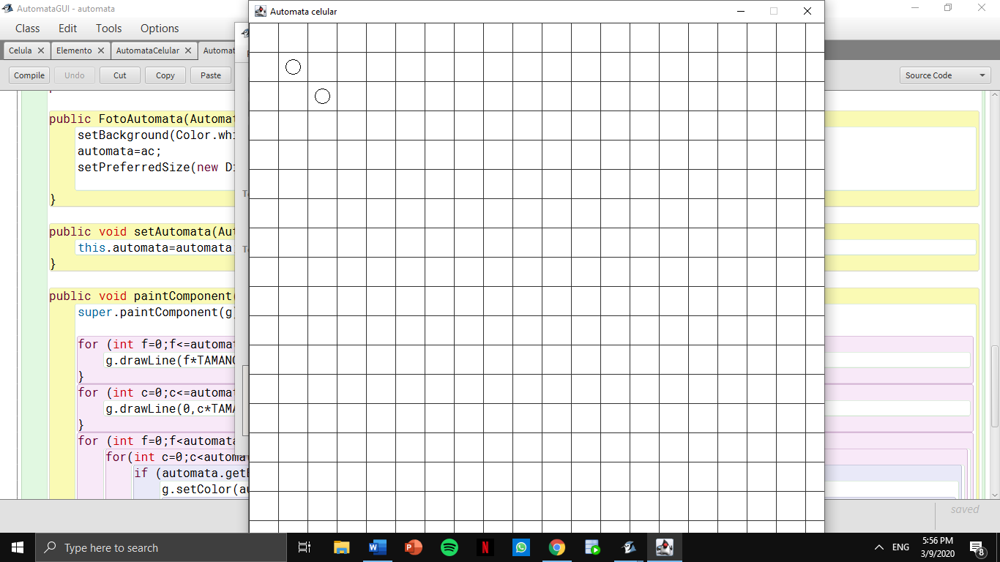 AutomataGUI - automata
Automata celular
Class Edit Tools Options
Celula Elemento AutomataCelular Automat
Compile Undo Cut Copy Paste Source Code
public FotoAutomata(Automat
setBackground(Color.whi
automata=ac;
setPreferredSize(new Di
}
public void setAutomata(Aut
this.automata=automata
}
public void paintComponent(
super.paintComponent(g)
for (int f=0;f<=automat
g.drawLine(f*TAMANO
}
for (int c=0;c<=automat
g.drawLine(0,c*TAMA
}
for (int f=0;f<automata
for(int c=0;c<automa
if (automata.getE
g.setColor(au
saved
Type here to search
ENG
5:56 PM
3/9/2020
8